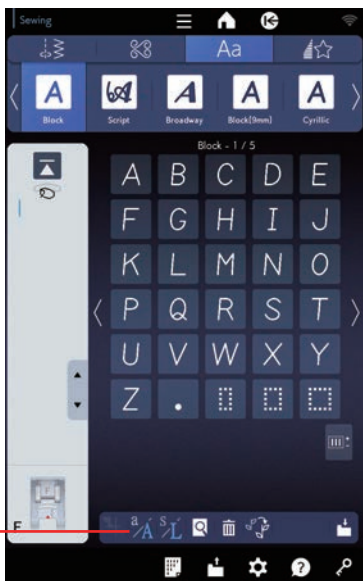 Sewing
Aa
A A A A A
Block Script Broadway Block[9mm] Cyrillic
Block - 1 / 5
A B C D E
F G H I J
K L M N O
P Q R S T
U V W X Y
Z .
F
a/A S/L
?